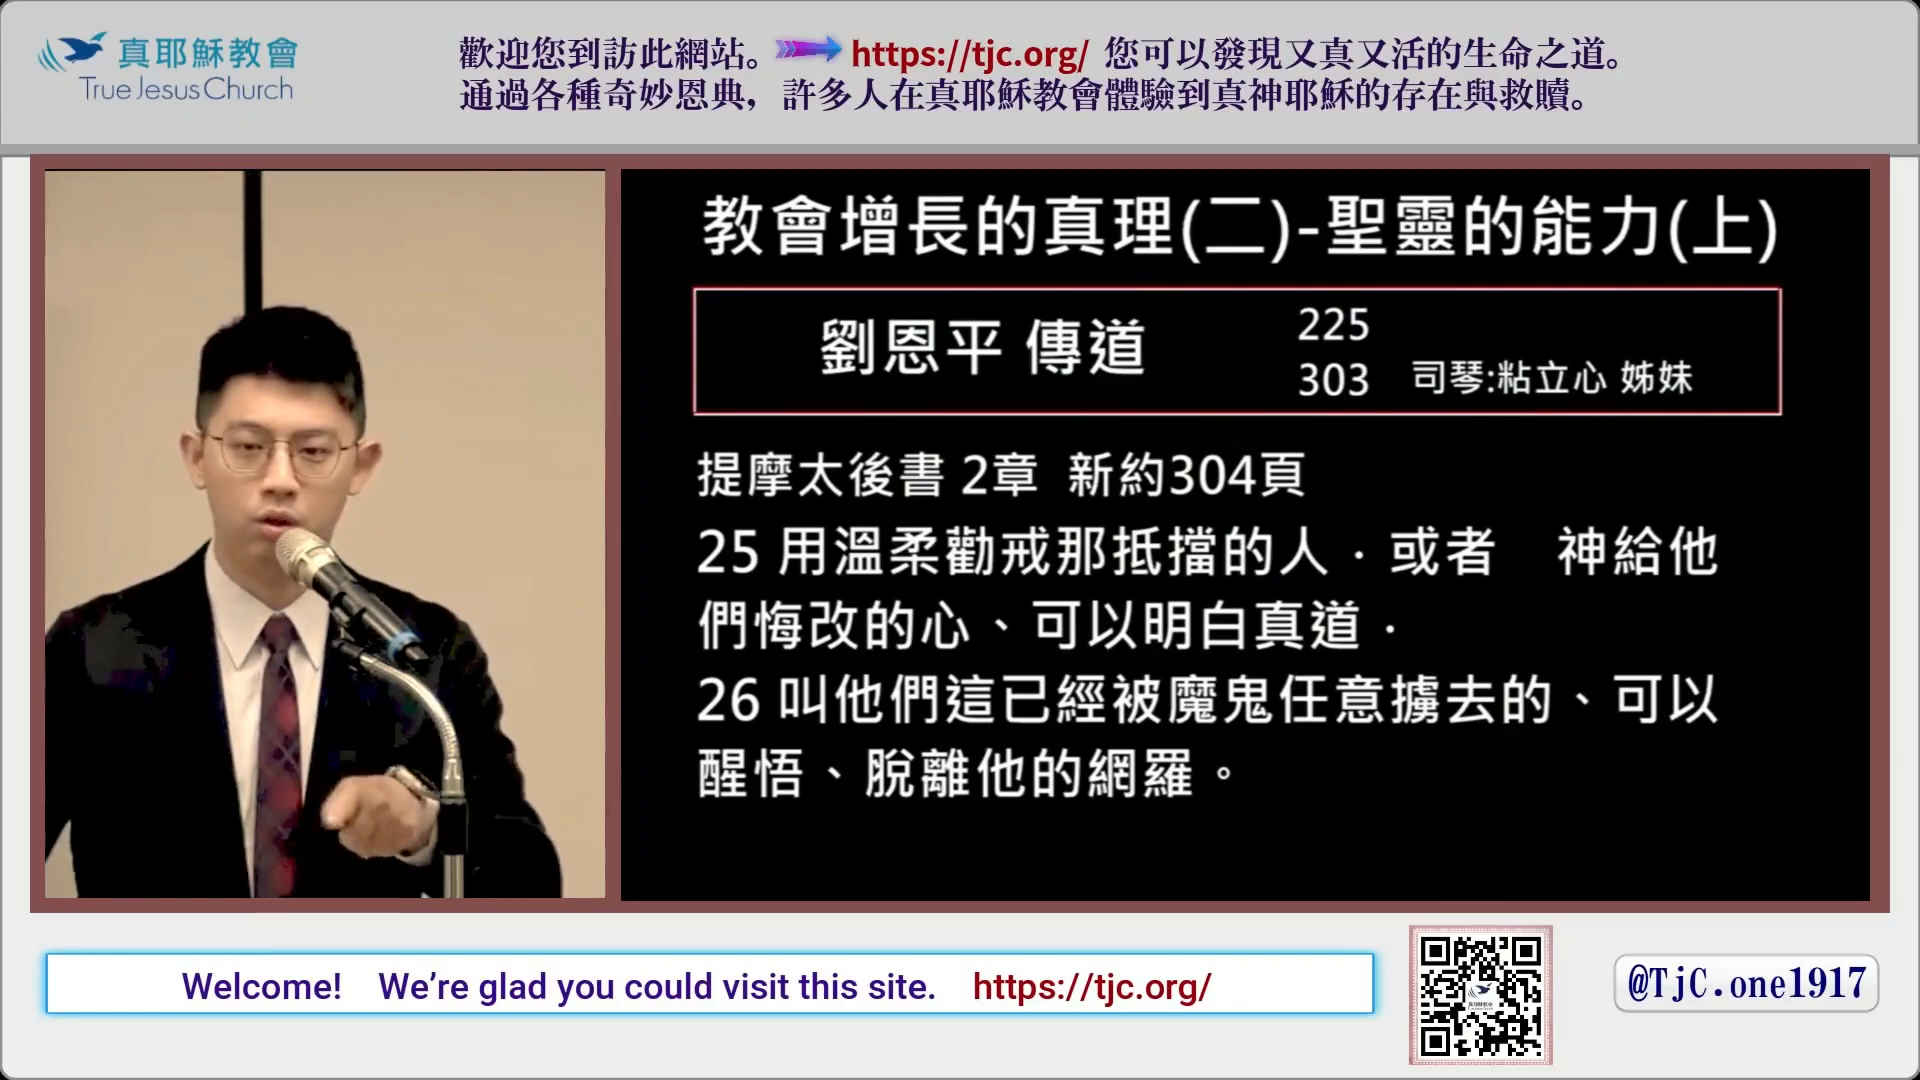 真耶穌教會
True Jesus Church
歡迎您到訪此網站。 https://tjc.org/ 您可以發現又真又活的生命之道。
通過各種奇妙恩典，許多人在真耶穌教會體驗到真神耶穌的存在與救贖。
教會增長的真理(二)-聖靈的能力(上)
劉恩平 傳道
225
303 司琴:粘立心 姊妹
提摩太後書 2章 新約304頁
25 用溫柔勸戒那抵擋的人．或者　神給他
們悔改的心、可以明白真道．
26 叫他們這已經被魔鬼任意擄去的、可以
醒悟、脫離他的網羅。
Welcome! We’re glad you could visit this site. https://tjc.org/
@TjC.one1917